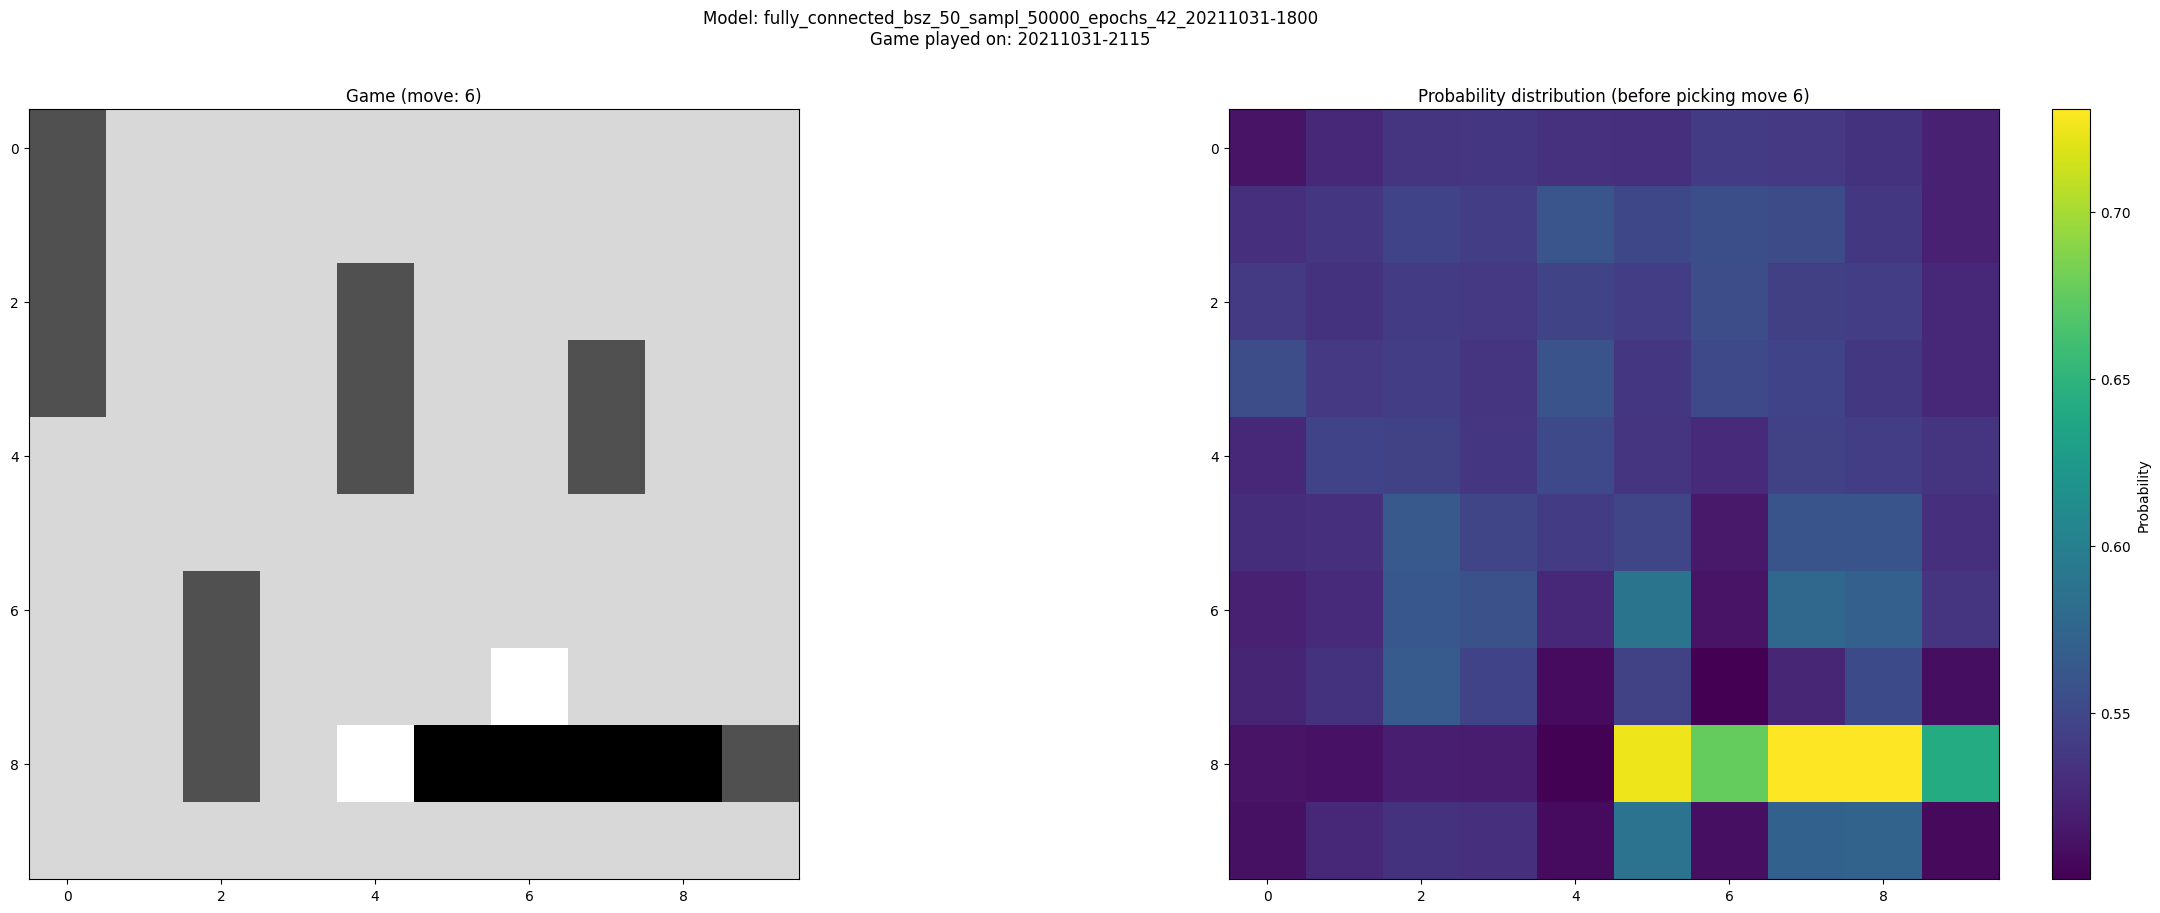 Model: fully_connected_bsz_50_sampl_50000_epochs_42_20211031-1800
Game played on: 20211031-2115
Game (move: 6)
0
2
4
6
8
0 2 4 6 8
Probability distribution (before picking move 6)
0
2
4
6
8
0 2 4 6 8
0.70
0.65
0.60
0.55
Probability